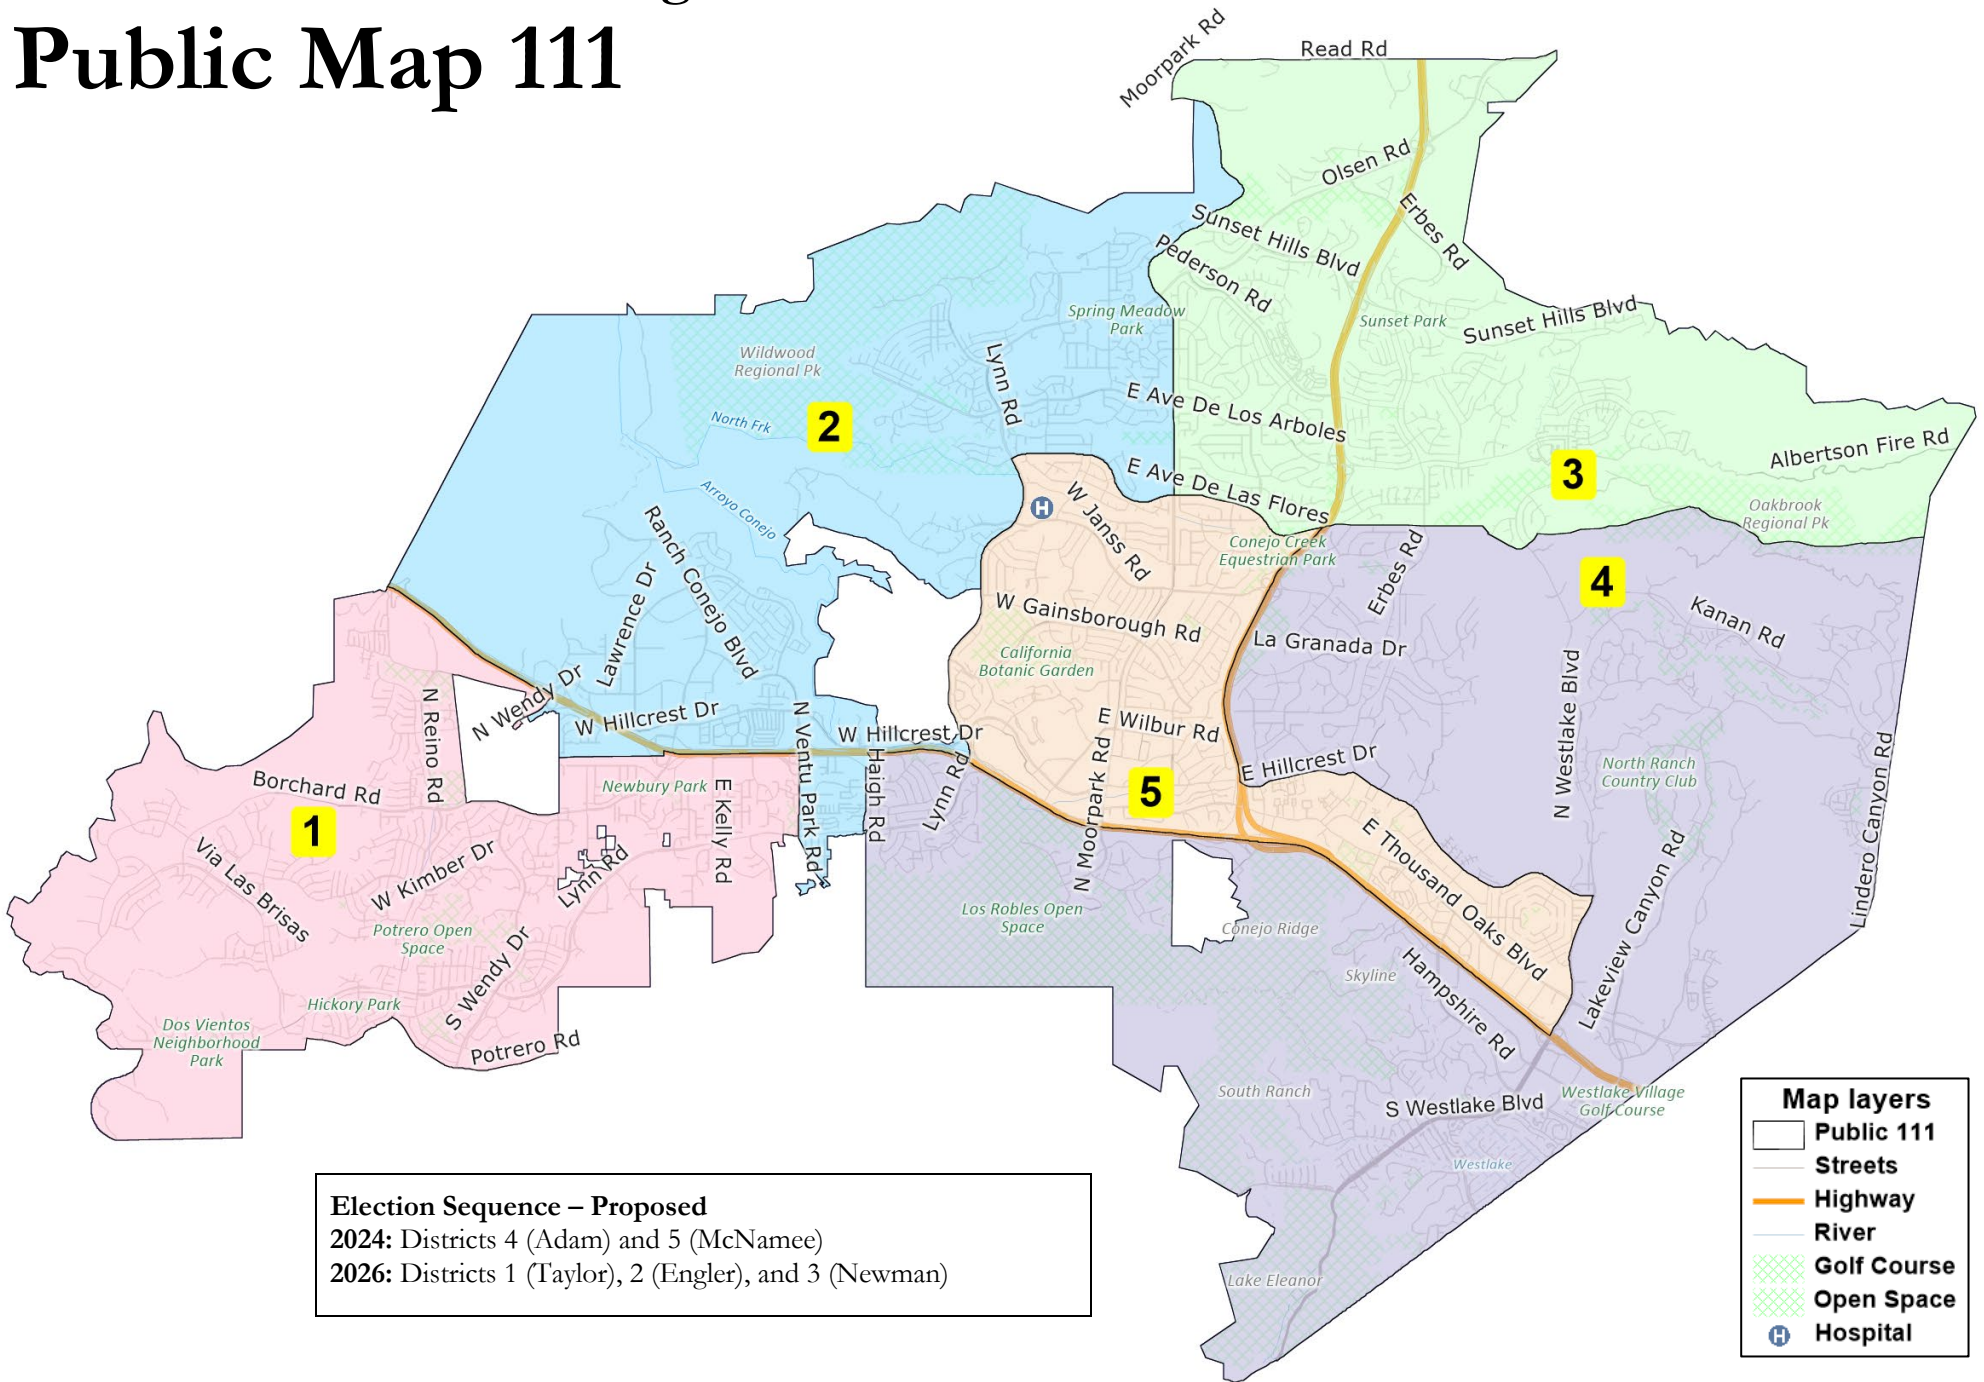 Public Map 111
Moorpark Rd
Read Rd
Olsen Rd
Erbes Rd
Sunset Hills Blvd
Pederson Rd
Spring Meadow
Park
Sunset Park
Sunset Hills Blvd
Wildwood
Regional Pk
Lynn Rd
E Ave De Los Arboles
North Frk
2
Albertson Fire Rd
3
E Ave De Las Flores
Oakbrook
Regional Pk
Arroyo Conejo
H
W Janss Rd
Ranch Conejo Blvd
Conejo Creek
Equestrian Park
Erbes Rd
4
Lawrence Dr
W Gainsborough Rd
Kanan Rd
La Granada Dr
California
Botanic Garden
N Wendy Dr
N Reino Rd
W Hillcrest Dr
N Ventu Park Rd
W Hillcrest Dr
E Wilbur Rd
N Westlake Blvd
E Hillcrest Dr
North Ranch
Country Club
Lindero Canyon Rd
Borchard Rd
Newbury Park
E Kelly Rd
Haigh Rd
Lynn Rd
N Moorpark Rd
5
1
Via Las Brisas
W Kimber Dr
Lynn Rd
E Thousand Oaks Blvd
Lakeview Canyon Rd
Potrero Open
Space
Los Robles Open
Space
Conejo Ridge
S Wendy Dr
Skyline
Hampshire Rd
Hickory Park
Dos Vientos
Neighborhood
Park
Potrero Rd
South Ranch
S Westlake Blvd
Westlake Village
Golf Course
Westlake
Lake Eleanor
Election Sequence – Proposed
2024: Districts 4 (Adam) and 5 (McNamee)
2026: Districts 1 (Taylor), 2 (Engler), and 3 (Newman)
Map layers
Public 111
Streets
Highway
River
Golf Course
Open Space
H Hospital